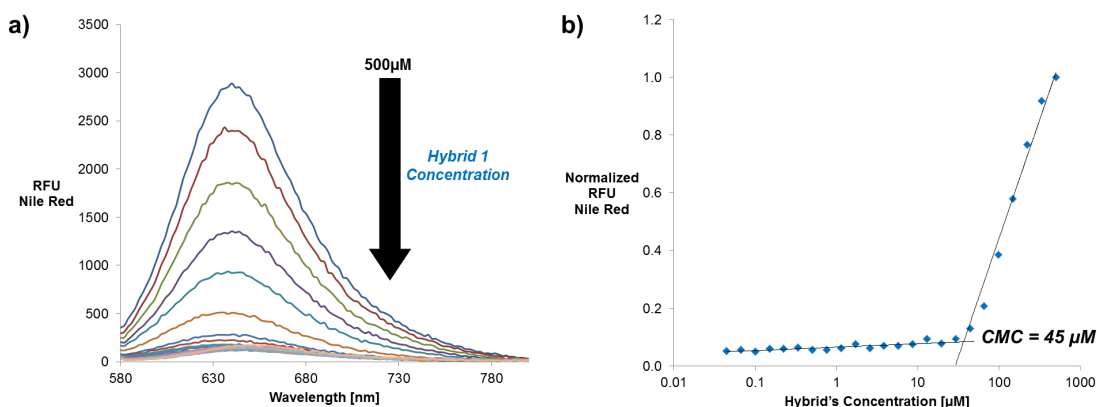 a)
3500
3000
2500
2000
1500
1000
500
0
RFU
Nile Red
500µM
Hybrid 1
Concentration
580
630
680
730
780
Wavelength [nm]
b)
1.2
1.0
0.8
0.6
0.4
0.2
0.0
Normalized
RFU
Nile Red
CMC = 45 µM
0.01
0.1
1
10
100
1000
Hybrid's Concentration [µM]